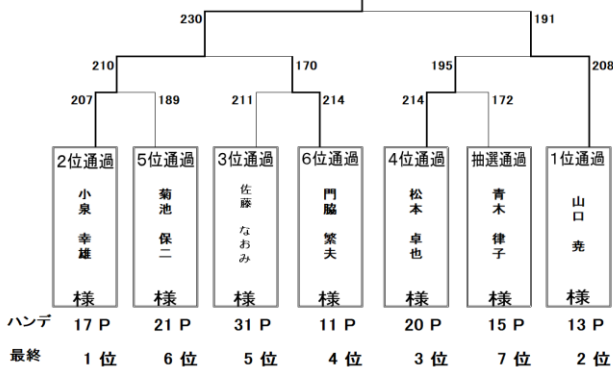 230 191
210 170 195 208
207 189 211 214 214 172
2位通過 5位通過 3位通過 6位通過 4位通過 抽選通過 1位通過
小泉 幸雄 菊池 保二 佐藤 なおみ 門脇 繁夫 松本 卓也 青木 律子 山口 尭
様 様 様 様 様 様 様
ハンデ 17 P 21 P 31 P 11 P 20 P 15 P 13 P
最終 1 位 6 位 5 位 4 位 3 位 7 位 2 位